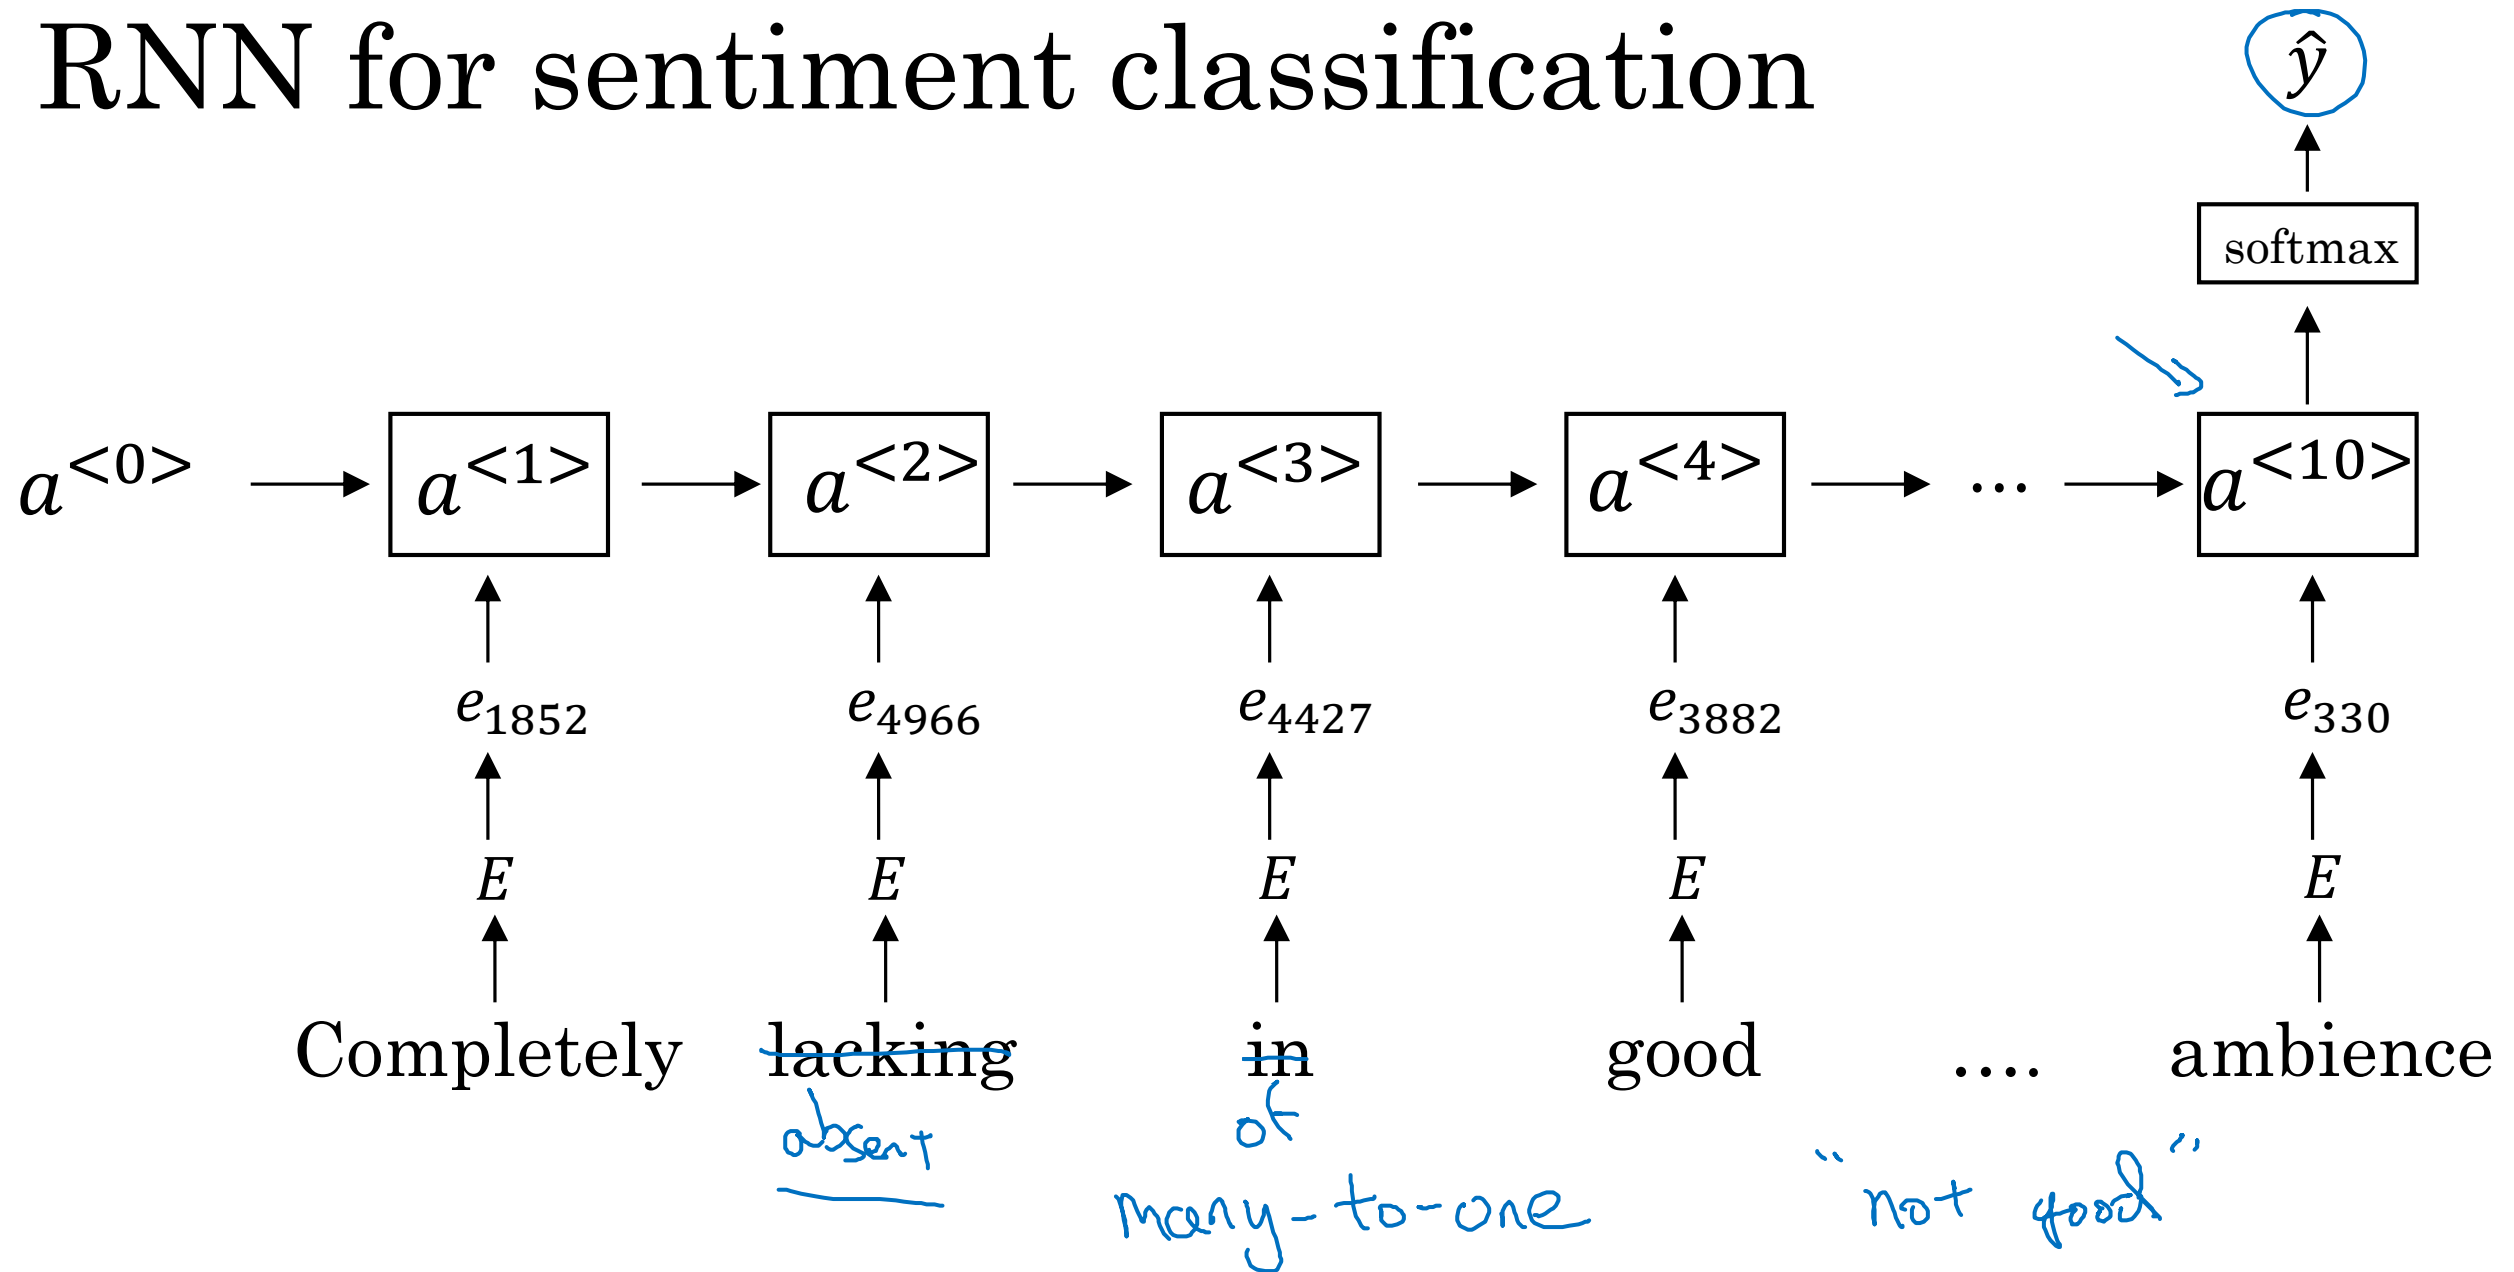 RNN for sentiment classification
ŷ
softmax
a<0> a<1> a<2> a<3> a<4> ... a<10>
e1852 e4966 e4427 e3882 e330
E E E E E
Completely lacking in good .... ambience
absent of
many-to-one "not good"